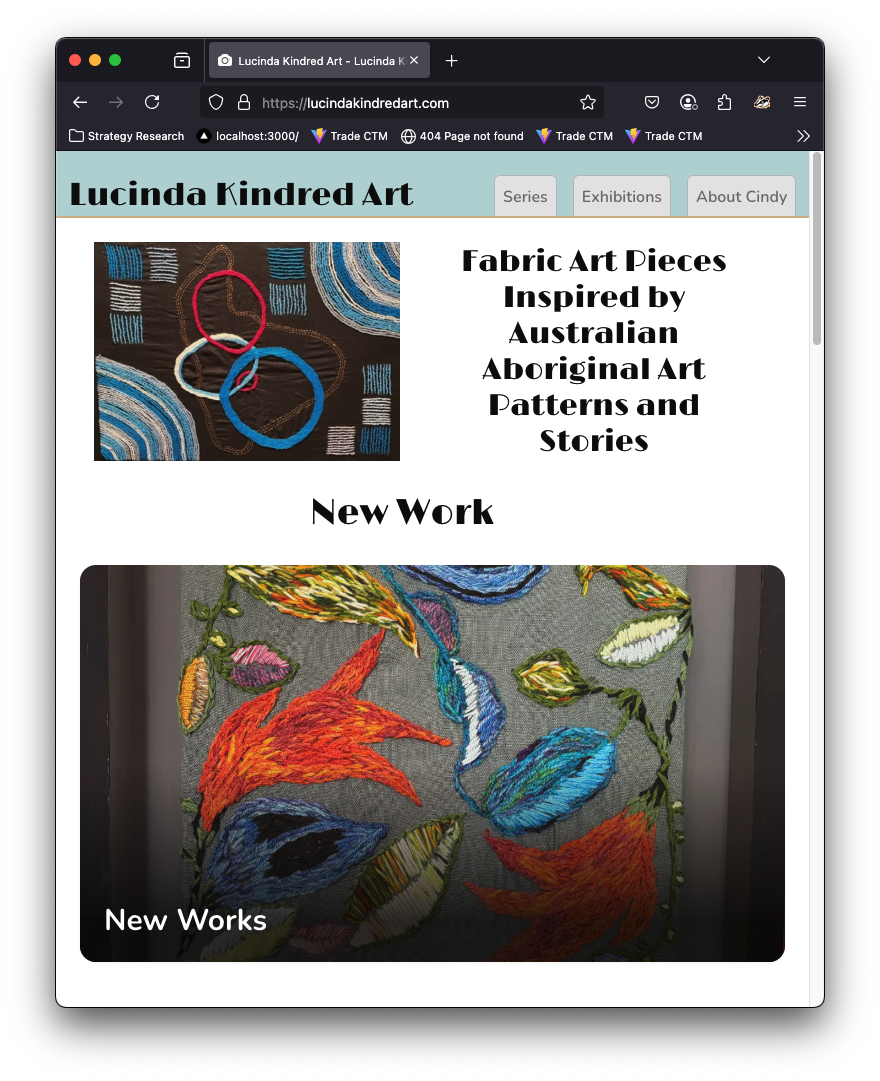 Lucinda Kindred Art - Lucinda K
https://lucindakindredart.com
Strategy Research
localhost:3000/
Trade CTM
404 Page not found
Trade CTM
Trade CTM
Lucinda Kindred Art
Series
Exhibitions
About Cindy
Fabric Art Pieces
Inspired by
Australian
Aboriginal Art
Patterns and
Stories
New Work
New Works